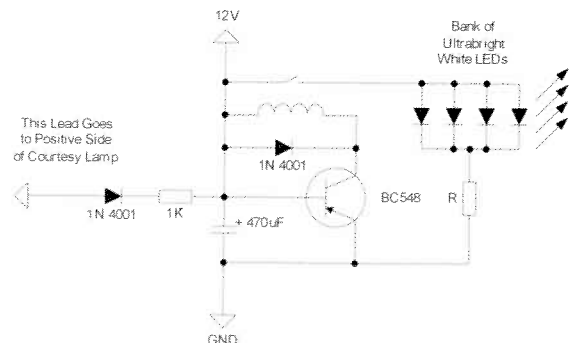 12V
Bank of
Ultrabright
White LEDs
This Lead Goes
to Positive Side
of Courtesy Lamp
1N 4001
1N 4001
1K
BC548
R
+ 470uF
GND